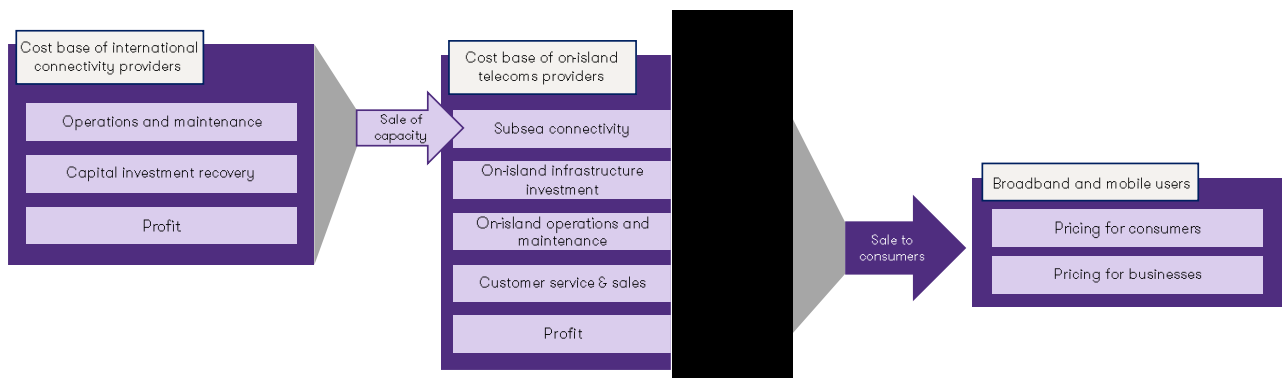 Cost base of international
connectivity providers
Operations and maintenance
Capital investment recovery
Profit
Sale of
capacity
Cost base of on-island
telecoms providers
Subsea connectivity
On-island infrastructure
investment
On-island operations and
maintenance
Customer service & sales
Profit
Sale to
consumers
Broadband and mobile users
Pricing for consumers
Pricing for businesses